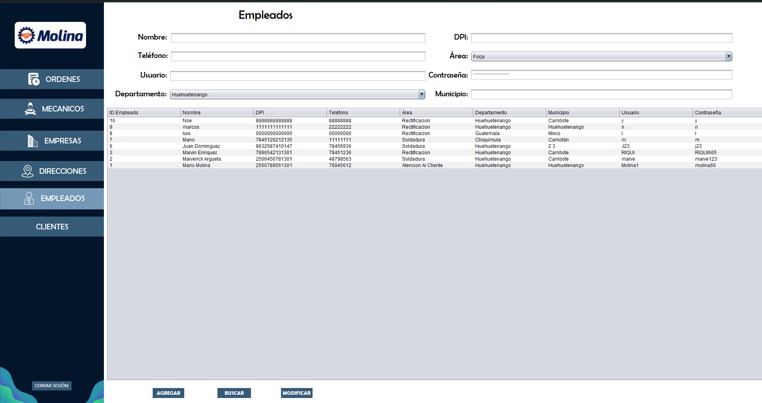 Molina
Empleados
Nombre:
DPI:
Teléfono:
Área:
Forja
Usuario:
Contraseña:
Departamento:
Huehuetenango
Municipio:
ORDENES
MECANICOS
EMPRESAS
DIRECCIONES
EMPLEADOS
CLIENTES
CERRAR SESIÓN
ID Empleado Nombre DPI Teléfono Area Departamento Municipio Usuario Contraseña
10 Noe 8888888888888 88888888 Rectificacion Huehuetenango Cambote y y
9 marcos 1111111111111 22222222 Rectificacion Huehuetenango Huehuetenango n n
8 luis 0000000000000 00000000 Rectificacion Guatemala Mixco l l
7 Mario 7845120212135 11111111 Soldadura Chiquimula Camotán m m
6 Juan Dominguez 9632587410147 78456936 Soldadura Huehuetenango Z 3 J23 j23
3 Marvin Enriquez 7896542131301 78451236 Rectificacion Huehuetenango Cambote RIQUI RIQUI665
2 Maverick Argueta 2506456781301 48798563 Soldadura Huehuetenango Cambote marve marve123
1 Mario Molina 2560789561301 78945612 Atencion Al Cliente Huehuetenango Huehuetenango Molina1 molina56
AGREGAR
BUSCAR
MODIFICAR